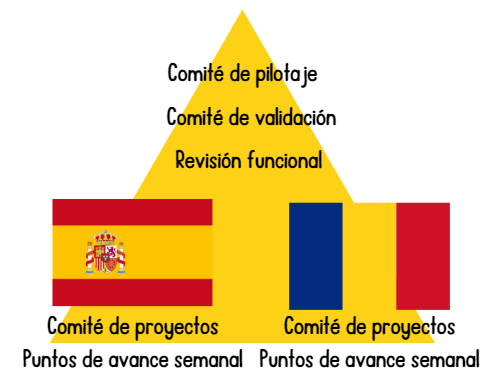 Comité de pilotaje
Comité de validación
Revisión funcional
Comité de proyectos
Comité de proyectos
Puntos de avance semanal
Puntos de avance semanal